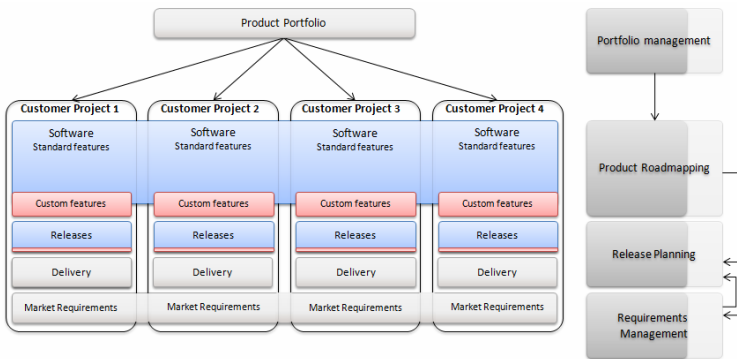 Product Portfolio
Portfolio management
Customer Project 1
Customer Project 2
Customer Project 3
Customer Project 4
Software
Standard features
Software
Standard features
Software
Standard features
Software
Standard features
Product Roadmapping
Custom features
Custom features
Custom features
Custom features
Releases
Releases
Releases
Releases
Release Planning
Delivery
Delivery
Delivery
Delivery
Market Requirements
Market Requirements
Market Requirements
Market Requirements
Requirements
Management